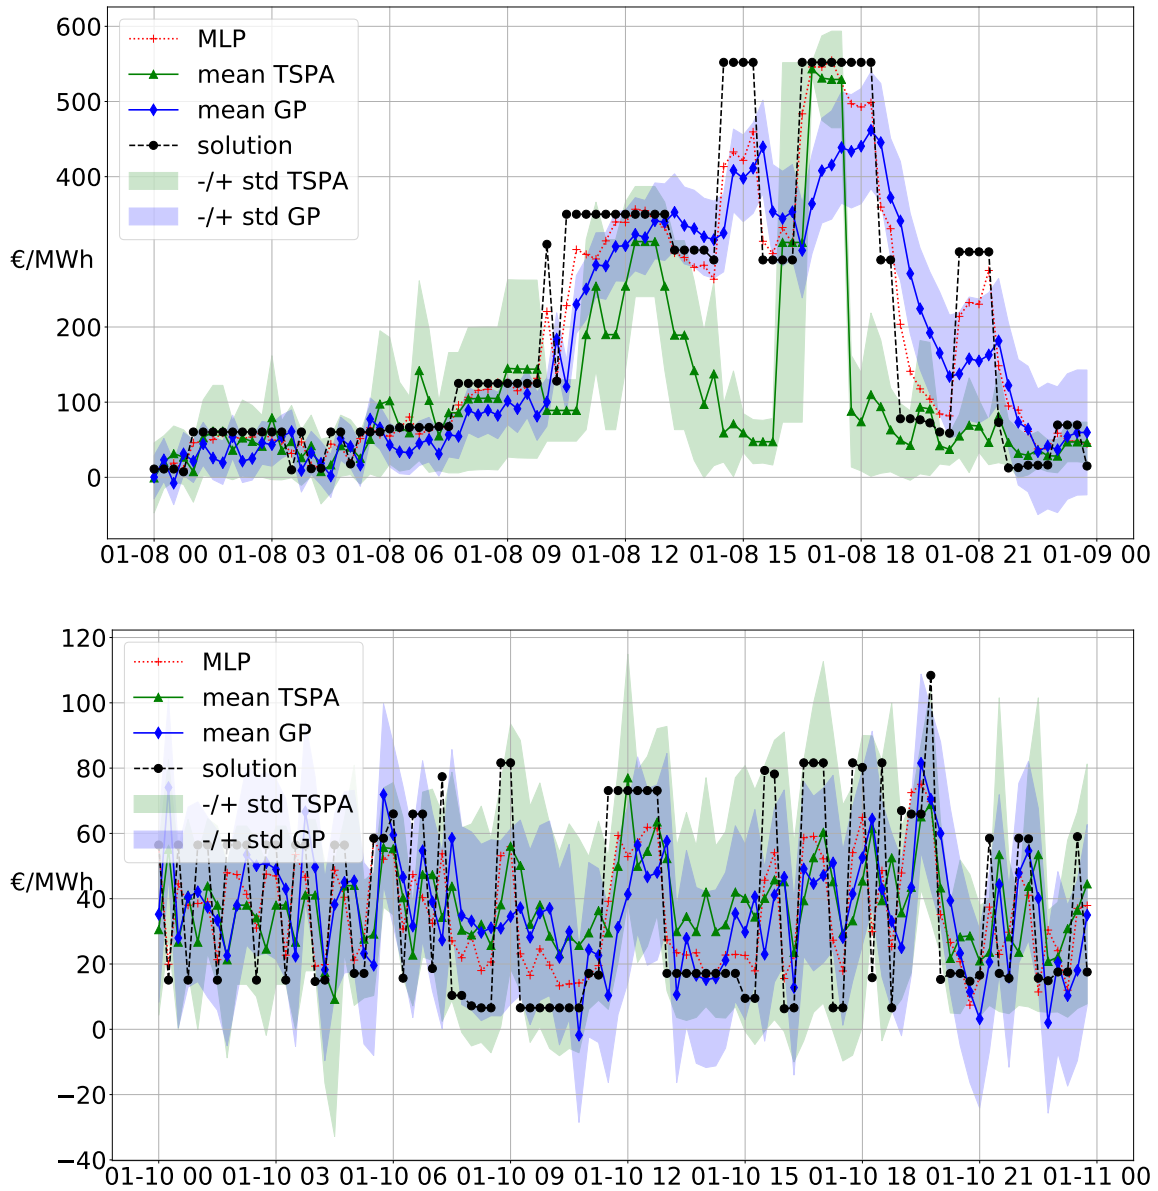 600
500
400
€/MWh
200
100
0
MLP
mean TSPA
mean GP
solution
-/+ std TSPA
-/+ std GP
01-08 00 01-08 03 01-08 06 01-08 09 01-08 12 01-08 15 01-08 18 01-08 21 01-09 00
120
100
80
60
€/MWh
40
20
0
−20
−40
MLP
mean TSPA
mean GP
solution
-/+ std TSPA
-/+ std GP
01-10 00 01-10 03 01-10 06 01-10 09 01-10 12 01-10 15 01-10 18 01-10 21 01-11 00